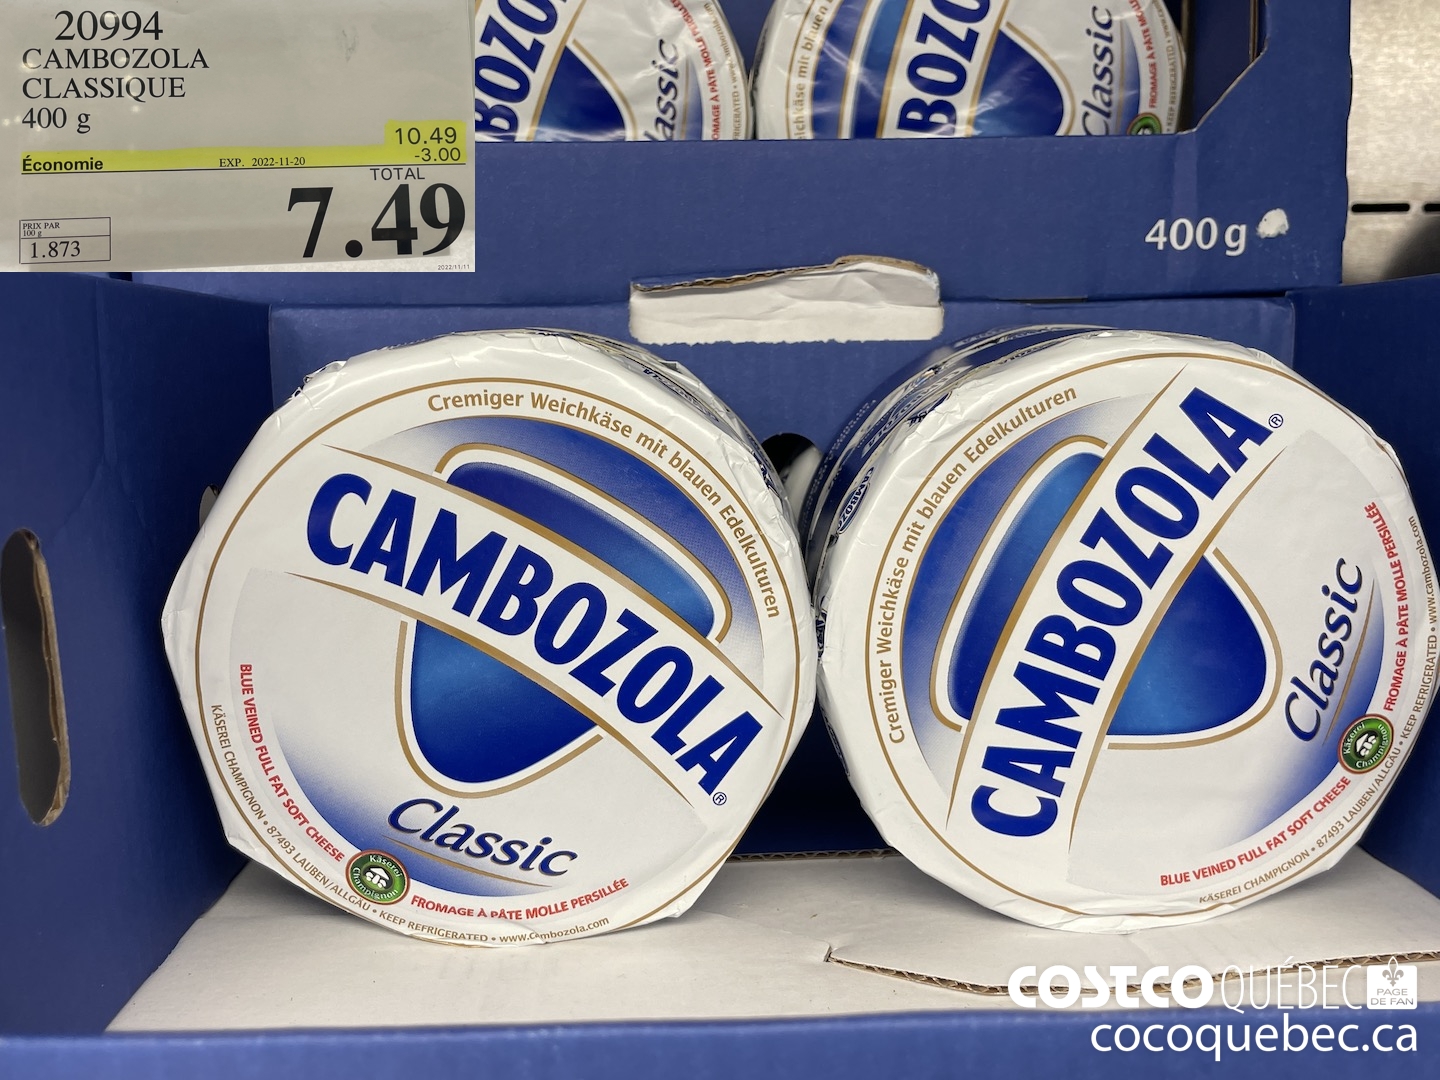 20994
CAMBOZOLA
CLASSIQUE
400 g
10.49
Économie EXP. 2022-11-20 -3.00
TOTAL
7.49
PRIX PAR
100 g
1.873
2022/11/11
400 g
Cremiger Weichkäse mit blauen Edelkulturen
CAMBOZOLA®
Classic
BLUE VEINED FULL FAT SOFT CHEESE
Käserei Champignon
FROMAGE À PÂTE MOLLE PERSILLÉE
KÄSEREI CHAMPIGNON • 87493 LAUBEN/ALLGÄU • KEEP REFRIGERATED • www.cambozola.com
Cremiger Weichkäse mit blauen Edelkulturen
CAMBOZOLA®
Classic
BLUE VEINED FULL FAT SOFT CHEESE
Käserei Champignon
FROMAGE À PÂTE MOLLE PERSILLÉE
KÄSEREI CHAMPIGNON • 87493 LAUBEN/ALLGÄU • KEEP REFRIGERATED • www.cambozola.com
COSTCO QUÉBEC PAGE DE FAN
cocoquebec.ca